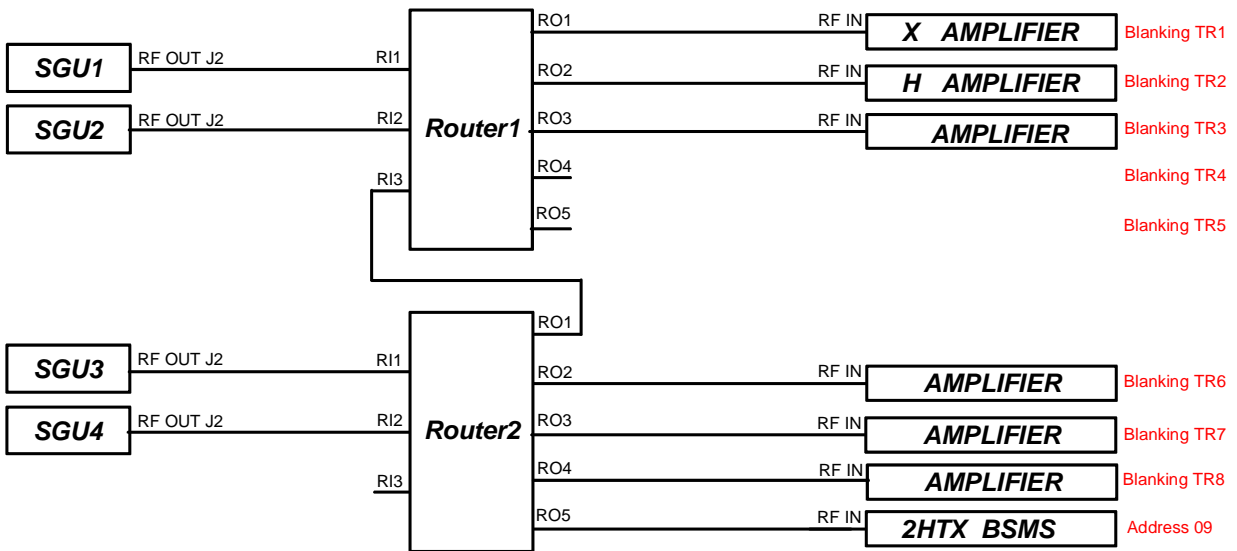 RO1 RF IN X AMPLIFIER Blanking TR1
SGU1 RF OUT J2 RI1
RO2 RF IN H AMPLIFIER Blanking TR2
SGU2 RF OUT J2 RI2 Router1 RO3 RF IN AMPLIFIER Blanking TR3
RI3 RO4 Blanking TR4
RO5 Blanking TR5
RO1
SGU3 RF OUT J2 RI1
RO2 RF IN AMPLIFIER Blanking TR6
SGU4 RF OUT J2 RI2 Router2 RO3 RF IN AMPLIFIER Blanking TR7
RI3 RO4 RF IN AMPLIFIER Blanking TR8
RO5 RF IN 2HTX BSMS Address 09